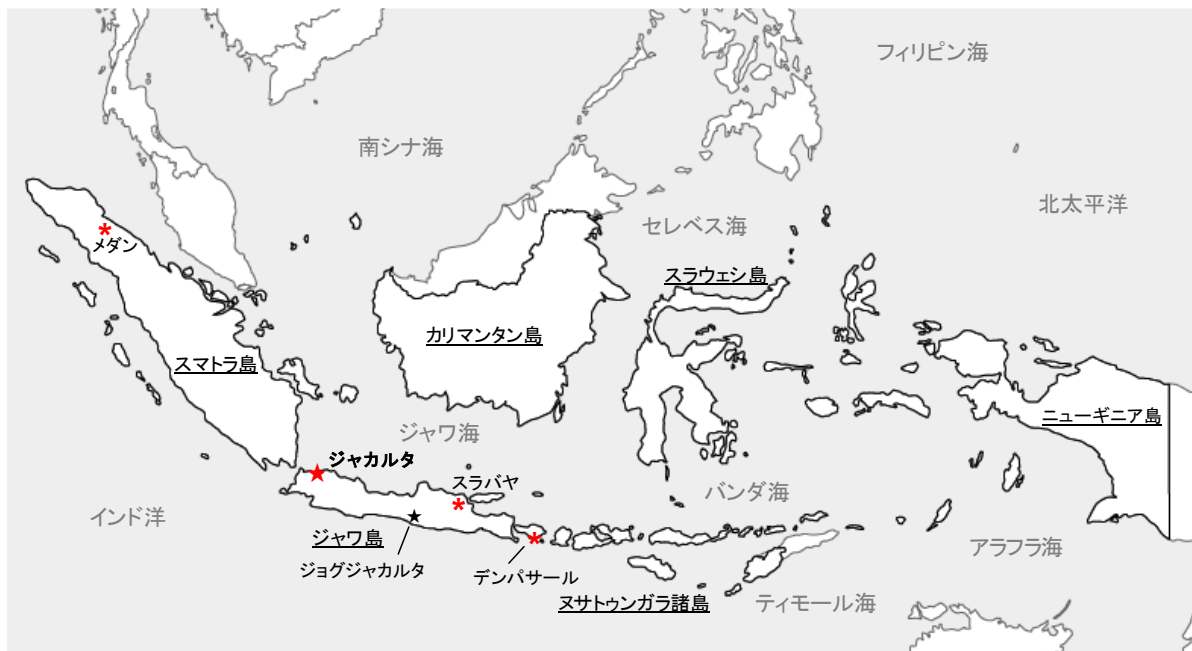 フィリピン海
南シナ海
北太平洋
セレベス海
メダン
スラウェシ島
カリマンタン島
スマトラ島
ニューギニア島
ジャワ海
ジャカルタ
スラバヤ
バンダ海
インド洋
ジャワ島
アラフラ海
ジョグジャカルタ
デンパサール
ヌサトゥンガラ諸島
ティモール海